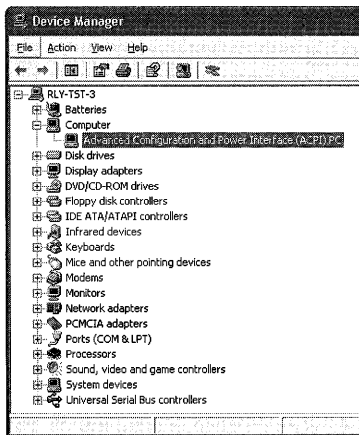 Device Manager
File Action View Help
RLY-TST-3
Batteries
Computer
Advanced Configuration and Power Interface (ACPI) PC
Disk drives
Display adapters
DVD/CD-ROM drives
Floppy disk controllers
IDE ATA/ATAPI controllers
Infrared devices
Keyboards
Mice and other pointing devices
Modems
Monitors
Network adapters
PCMCIA adapters
Ports (COM & LPT)
Processors
Sound, video and game controllers
System devices
Universal Serial Bus controllers